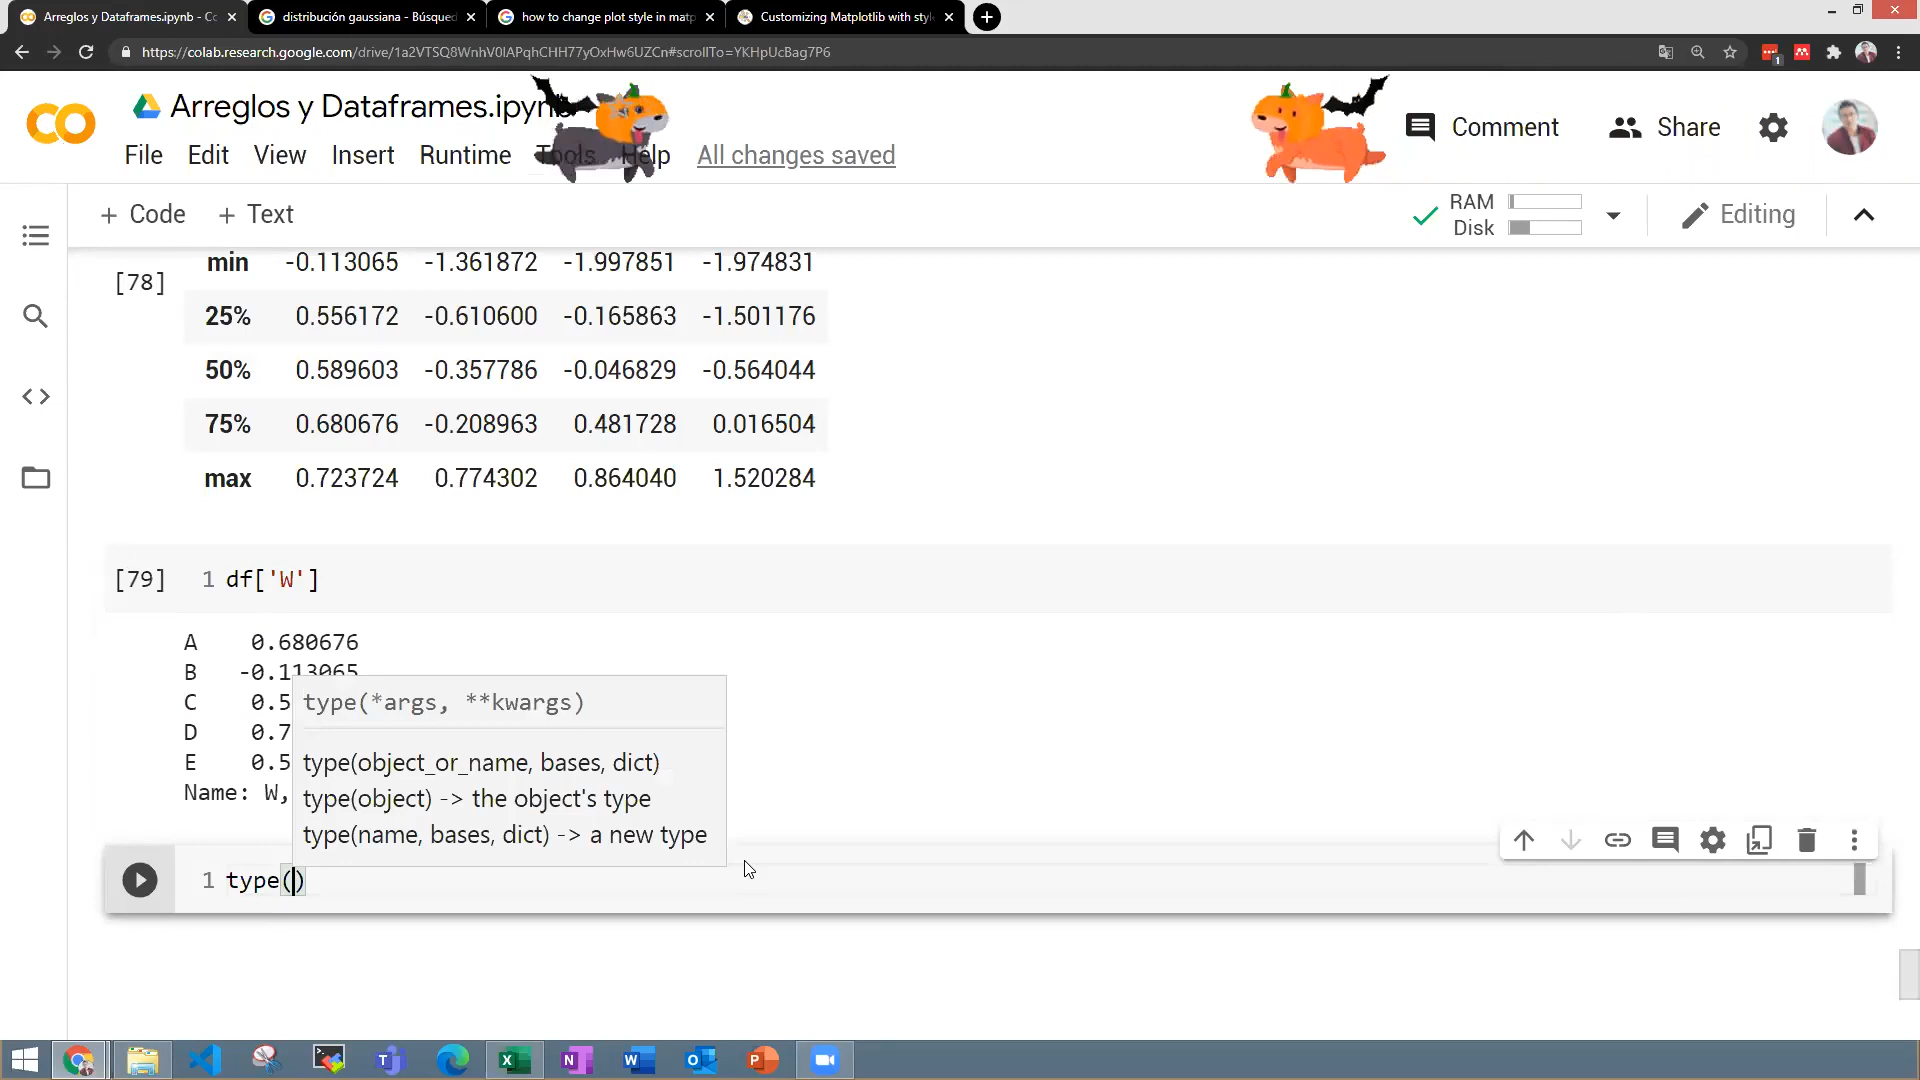 Arreglos y Dataframes.ipynb - Co
distribución gaussiana - Búsqued
how to change plot style in matp
Customizing Matplotlib with styl
https://colab.research.google.com/drive/1a2VTSQ8WnhV0lAPqhCHH77yOxHw6UZCn#scrollTo=YKHpUcBag7P6
Arreglos y Dataframes.ipynb
File Edit View Insert Runtime Tools Help All changes saved
Comment Share
+ Code + Text
RAM
Disk
Editing
[78]
min -0.113065 -1.361872 -1.997851 -1.974831
25% 0.556172 -0.610600 -0.165863 -1.501176
50% 0.589603 -0.357786 -0.046829 -0.564044
75% 0.680676 -0.208963 0.481728 0.016504
max 0.723724 0.774302 0.864040 1.520284
[79] 1 df['W']
A 0.680676
B -0.113065
C 0.5
D 0.7
E 0.5
Name: W,
type(*args, **kwargs)
type(object_or_name, bases, dict)
type(object) -> the object's type
type(name, bases, dict) -> a new type
1 type()